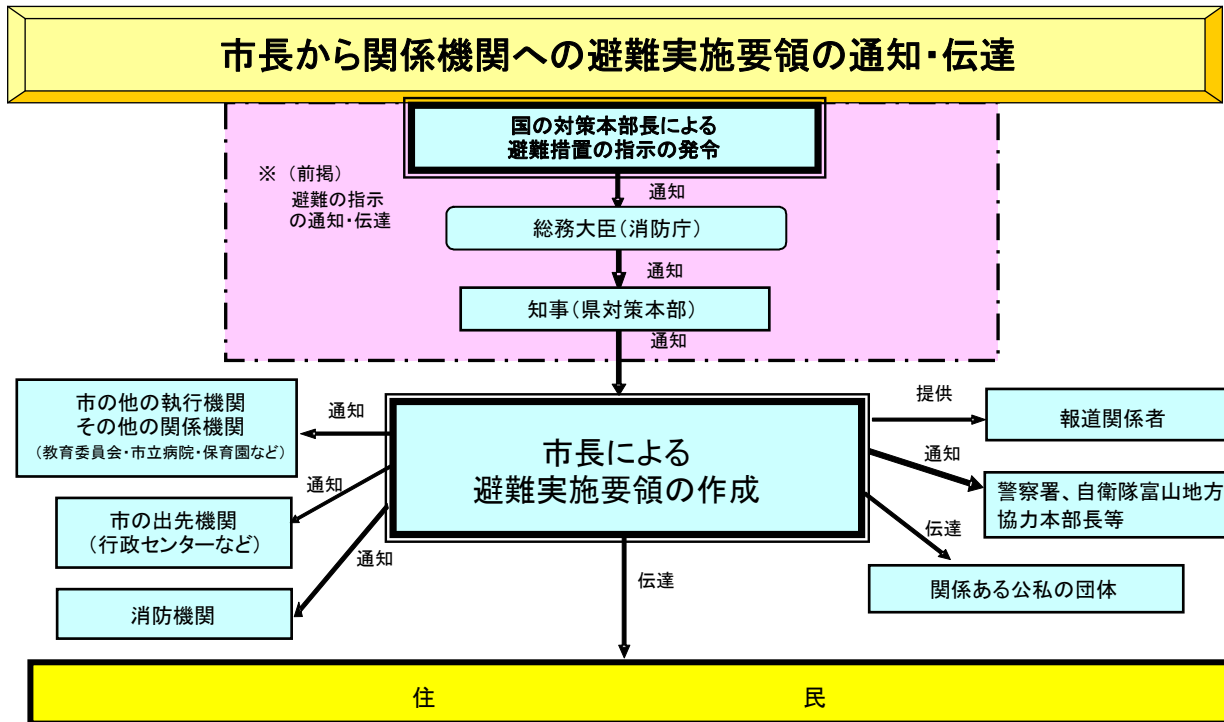 市長から関係機関への避難実施要領の通知・伝達
国の対策本部長による
避難措置の指示の発令
※（前掲）
避難の指示
の通知・伝達
通知
総務大臣（消防庁）
通知
知事（県対策本部）
通知
市の他の執行機関
その他の関係機関
（教育委員会・市立病院・保育園など）
通知
市の出先機関
（行政センターなど）
通知
消防機関
通知
市長による
避難実施要領の作成
提供
報道関係者
通知
警察署、自衛隊富山地方
協力本部長等
伝達
関係ある公私の団体
伝達
住民